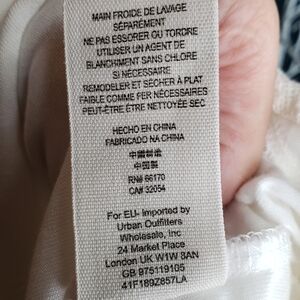 MAIN FROIDE DE LAVAGE
SÉPARÉMENT
NE PAS ESSORER OU TORDRE
UTILISER UN AGENT DE
BLANCHIMENT SANS CHLORE
SI NÉCESSAIRE
REMODELER ET SÉCHER À PLAT
FAIBLE COMME FER NÉCESSAIRES
PEUT-ÊTRE ÊTRE NETTOYÉE SEC
HECHO EN CHINA
FABRICADO NA CHINA
中國製造
中国製
RN# 66170
CA# 32054
For EU- Imported by
Urban Outfitters
Wholesale, Inc
24 Market Place
London UK W1W 8AN
GB 975119105
41F189Z857LA